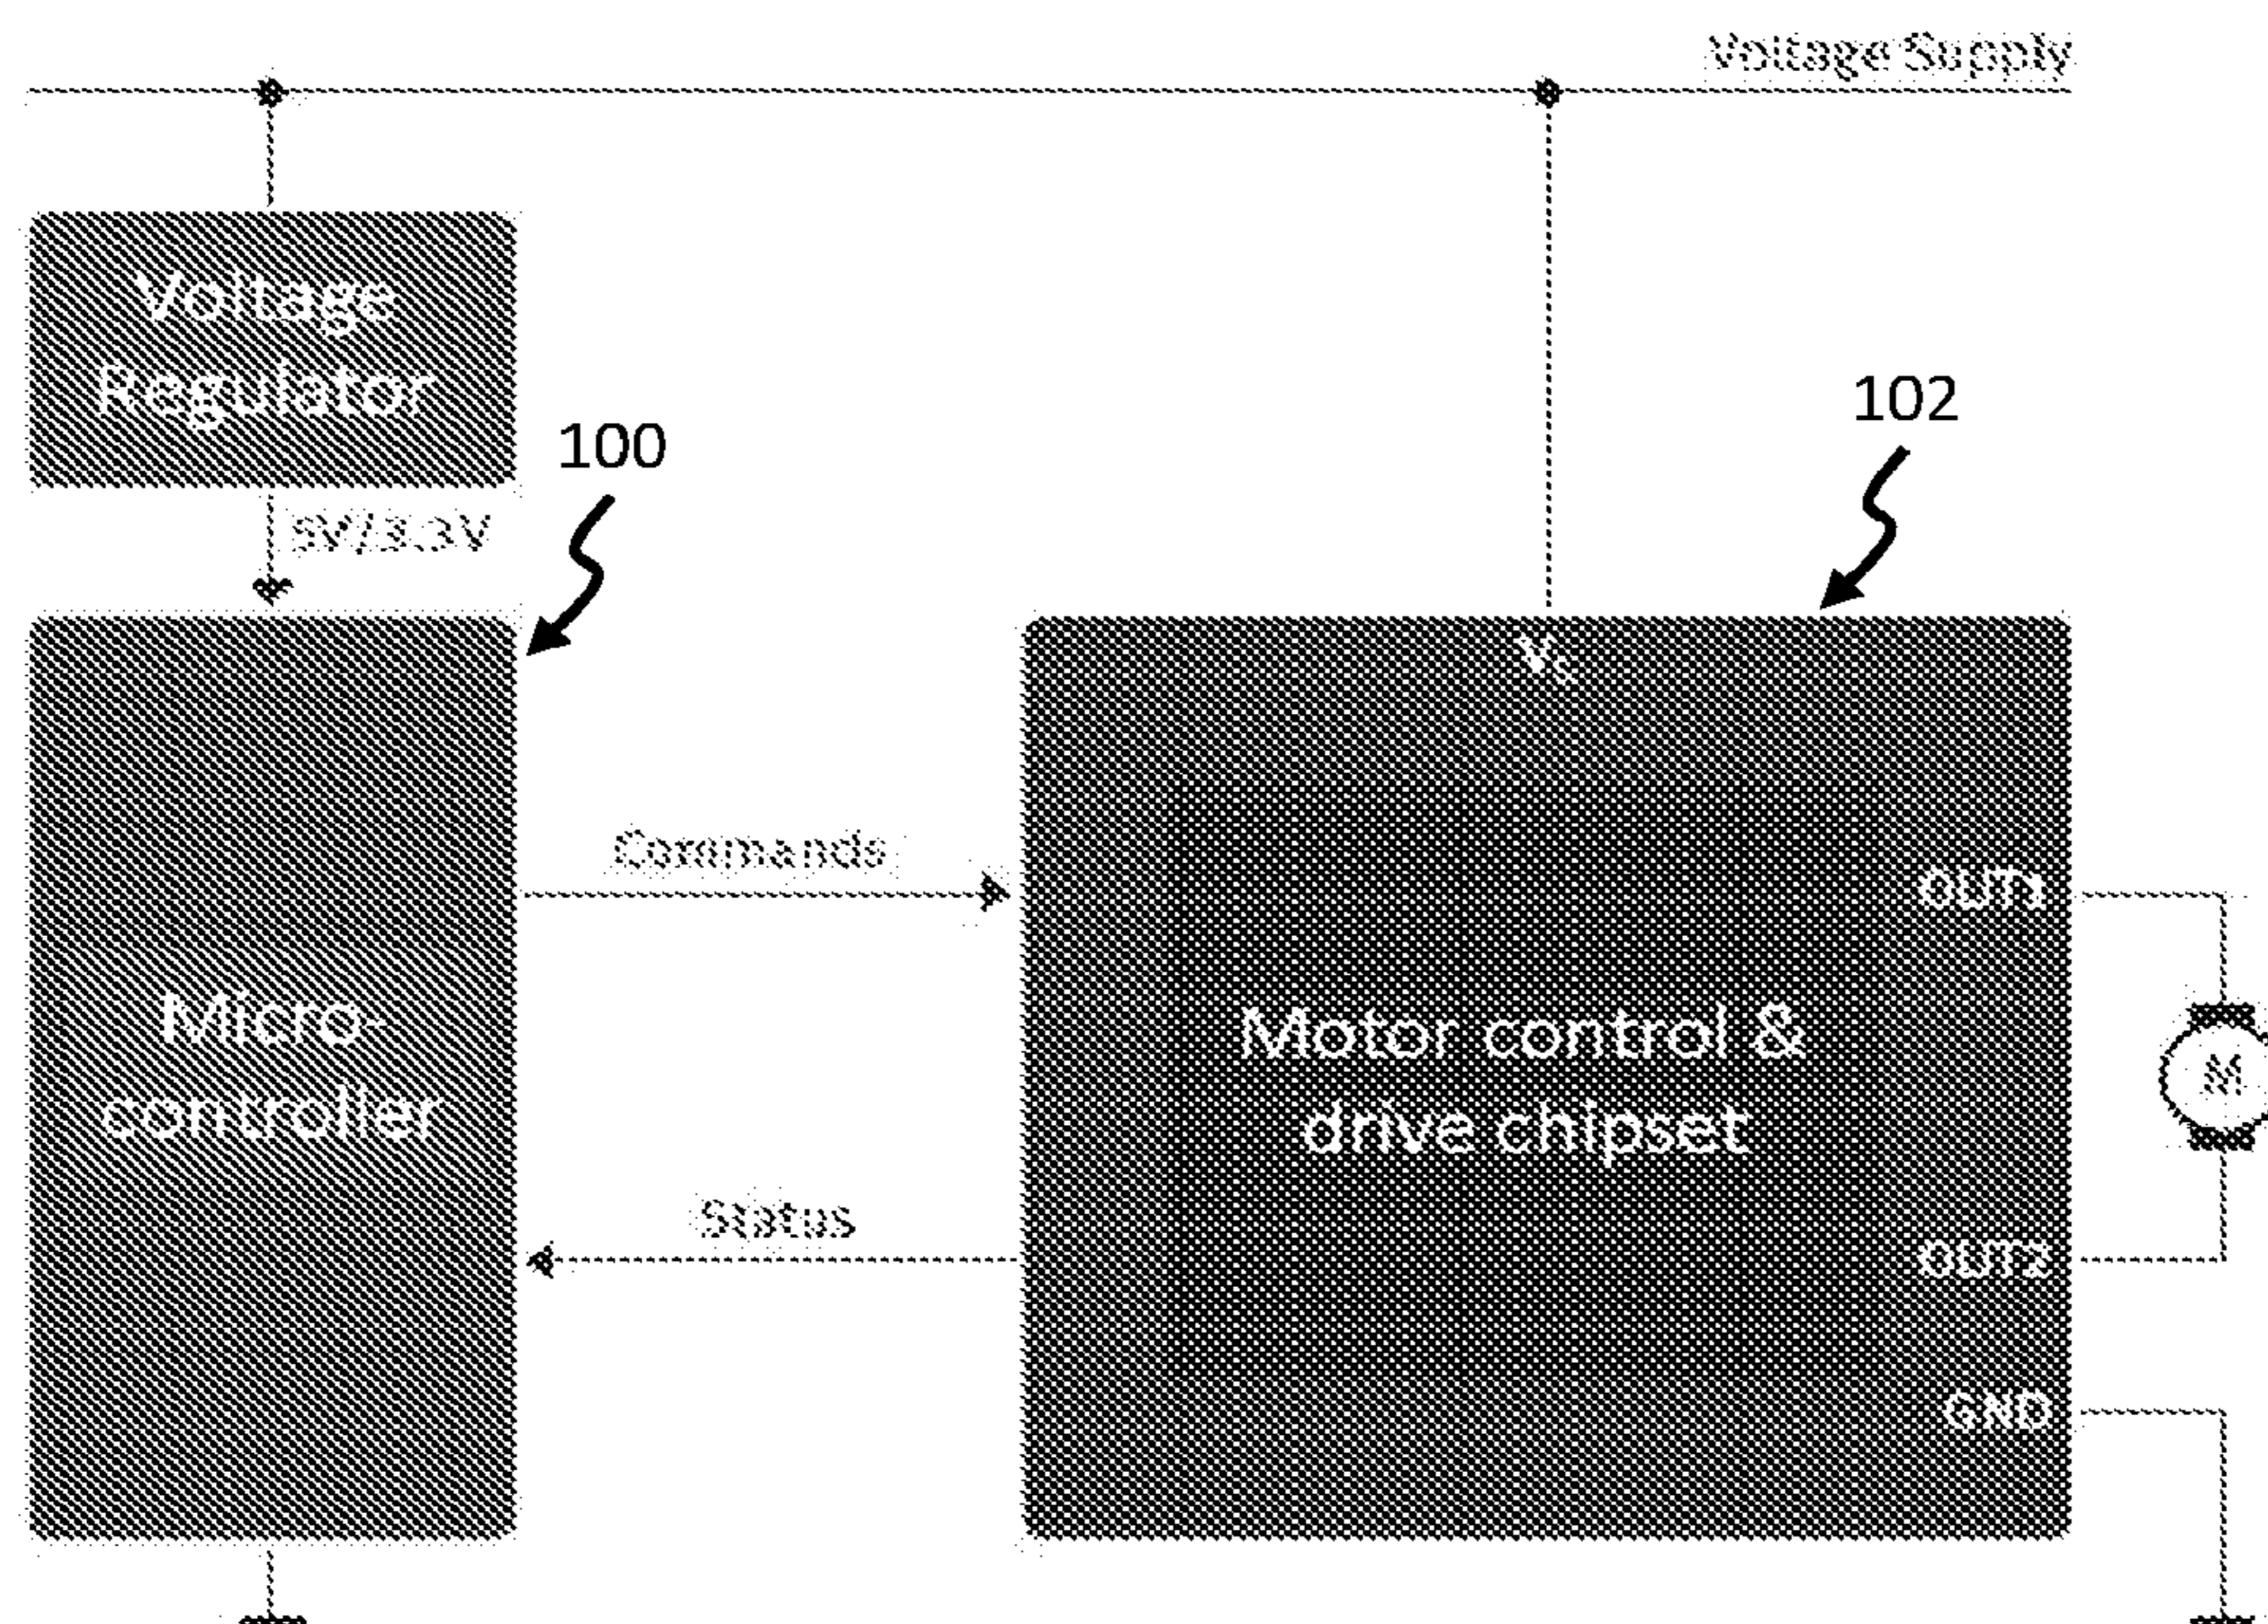 Voltage Supply
Voltage
Regulator
100
102
5V/3.3V
Vs
Commands
OUT1
Micro-
controller
Motor control &
drive chipset
M
Status
OUT2
GND